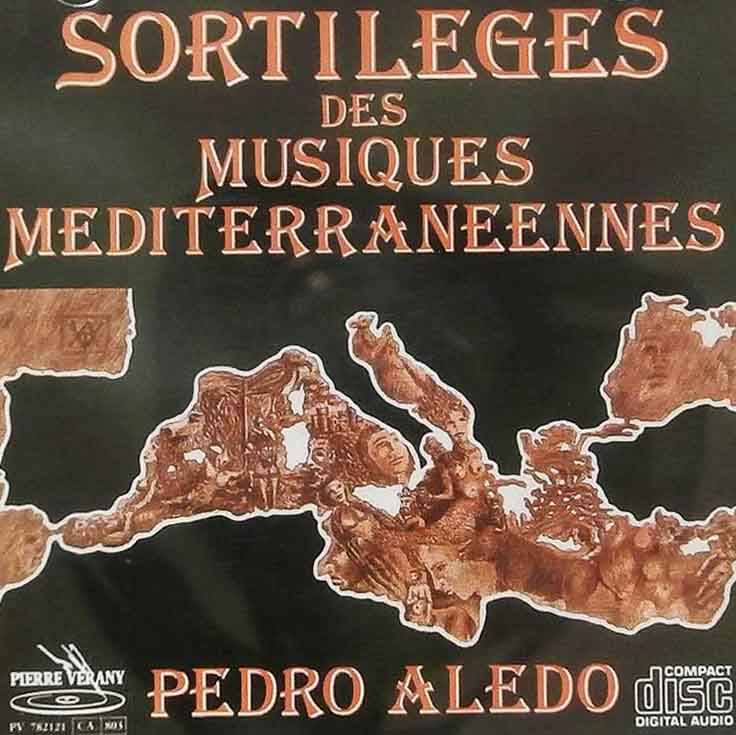 SORTILEGES
DES
MUSIQUES
MEDITERRANEENNES
PIERRE VERANY
PV 782121 CA 803
PEDRO ALEDO
COMPACT
disc
DIGITAL AUDIO